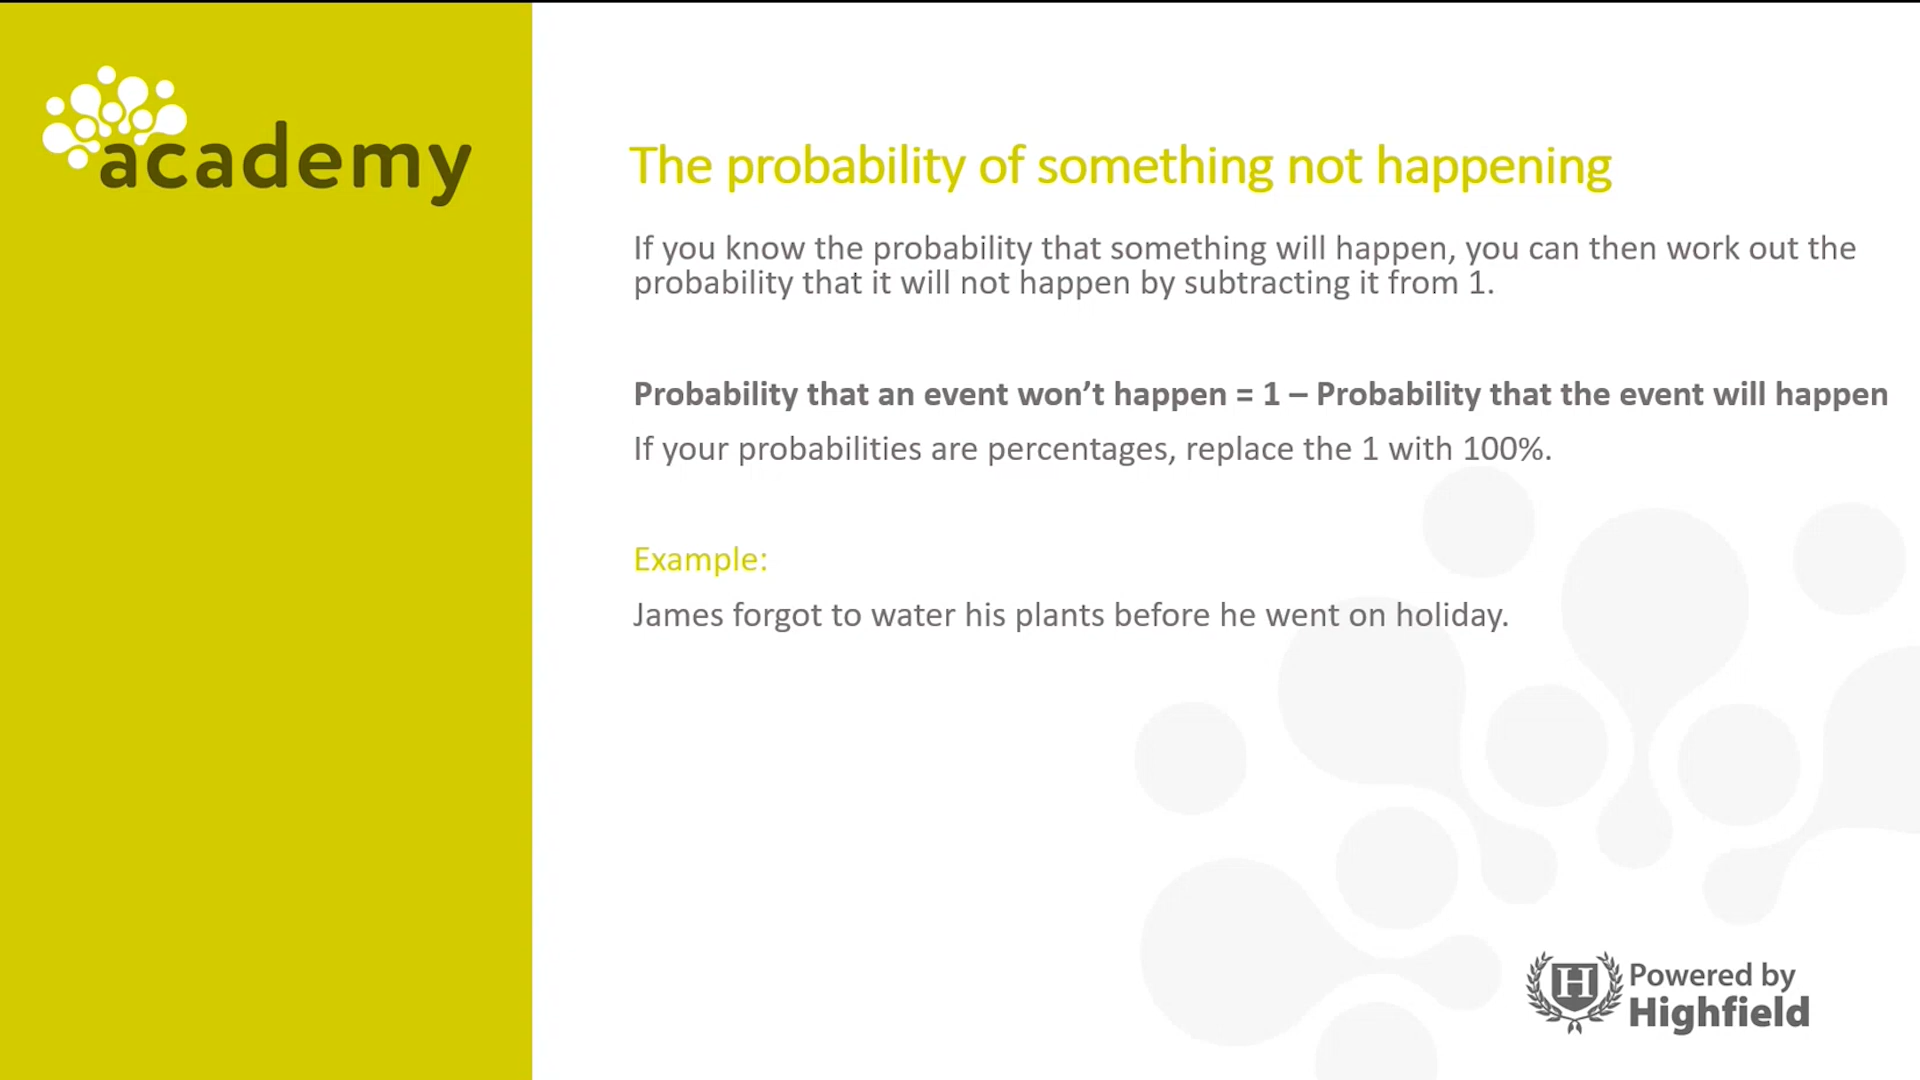 academy
The probability of something not happening
If you know the probability that something will happen, you can then work out the
probability that it will not happen by subtracting it from 1.
Probability that an event won’t happen = 1 – Probability that the event will happen
If your probabilities are percentages, replace the 1 with 100%.
Example:
James forgot to water his plants before he went on holiday.
H
Powered by
Highfield